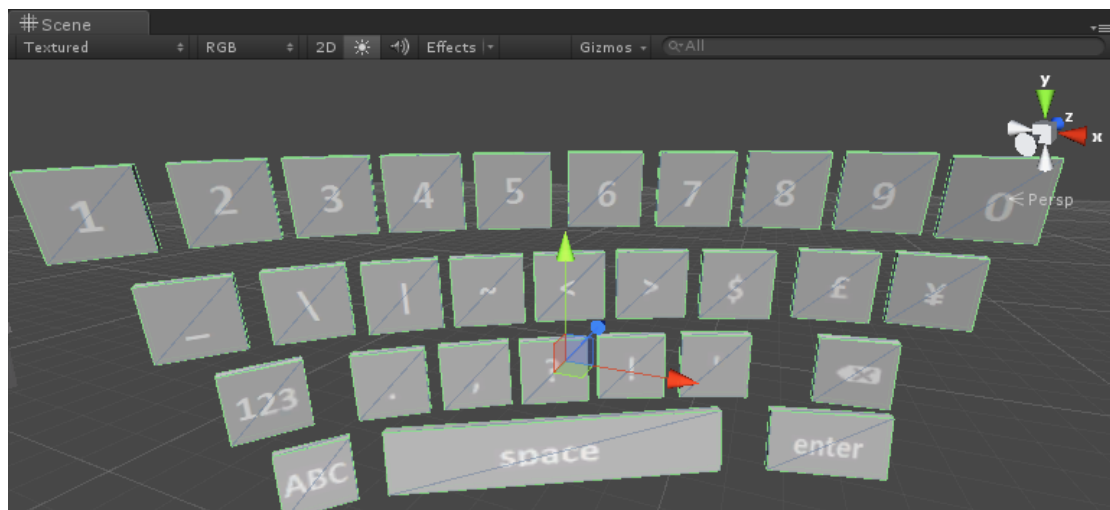 Scene
Textured RGB 2D Effects Gizmos All
y
z
x
1 2 3 4 5 6 7 8 9 0
Persp
_ \ | ~ < > $ £ ¥
123 . , ? ! '
ABC space enter